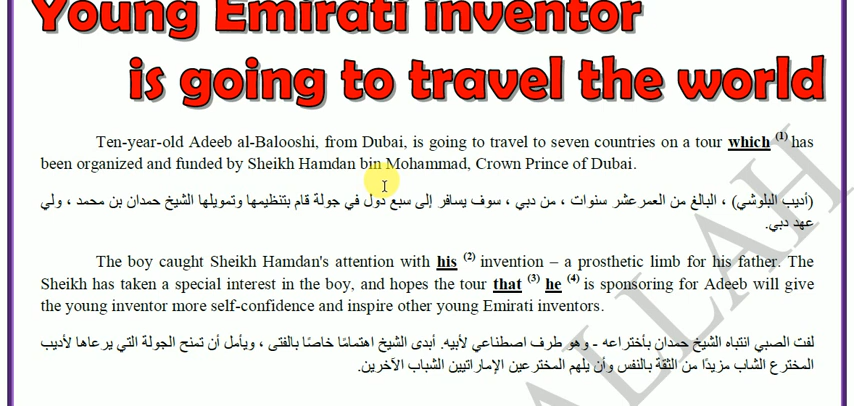 Young Emirati inventor
is going to travel the world
Ten-year-old Adeeb al-Balooshi, from Dubai, is going to travel to seven countries on a tour which (1) has
been organized and funded by Sheikh Hamdan bin Mohammad, Crown Prince of Dubai.
(أديب البلوشي) ، البالغ من العمر عشر سنوات ، من دبي ، سوف يسافر إلى سبع دول في جولة قام بتنظيمها وتمويلها الشيخ حمدان بن محمد ، ولي
عهد دبي.
The boy caught Sheikh Hamdan's attention with his (2) invention – a prosthetic limb for his father. The
Sheikh has taken a special interest in the boy, and hopes the tour that (3) he (4) is sponsoring for Adeeb will give
the young inventor more self-confidence and inspire other young Emirati inventors.
لفت الصبي انتباه الشيخ حمدان بأختراعه - وهو طرف اصطناعي لأبيه. أبدى الشيخ اهتمامًا خاصًا بالفتى ، ويأمل أن تمنح الجولة التي يرعاها لأديب
المخترع الشاب مزيدًا من الثقة بالنفس وأن يلهم المخترعين الإماراتيين الشباب الآخرين.
ALLAH